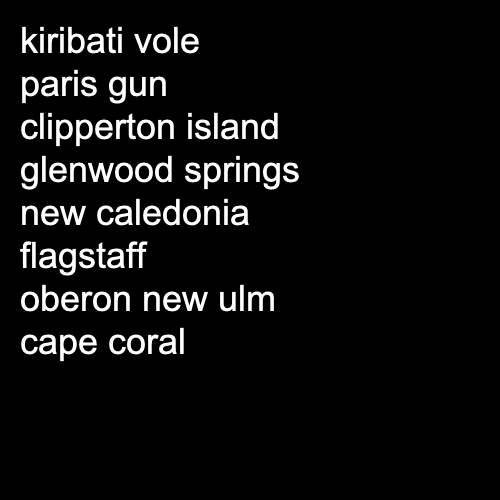 kiribati vole
paris gun
clipperton island
glenwood springs
new caledonia
flagstaff
oberon new ulm
cape coral